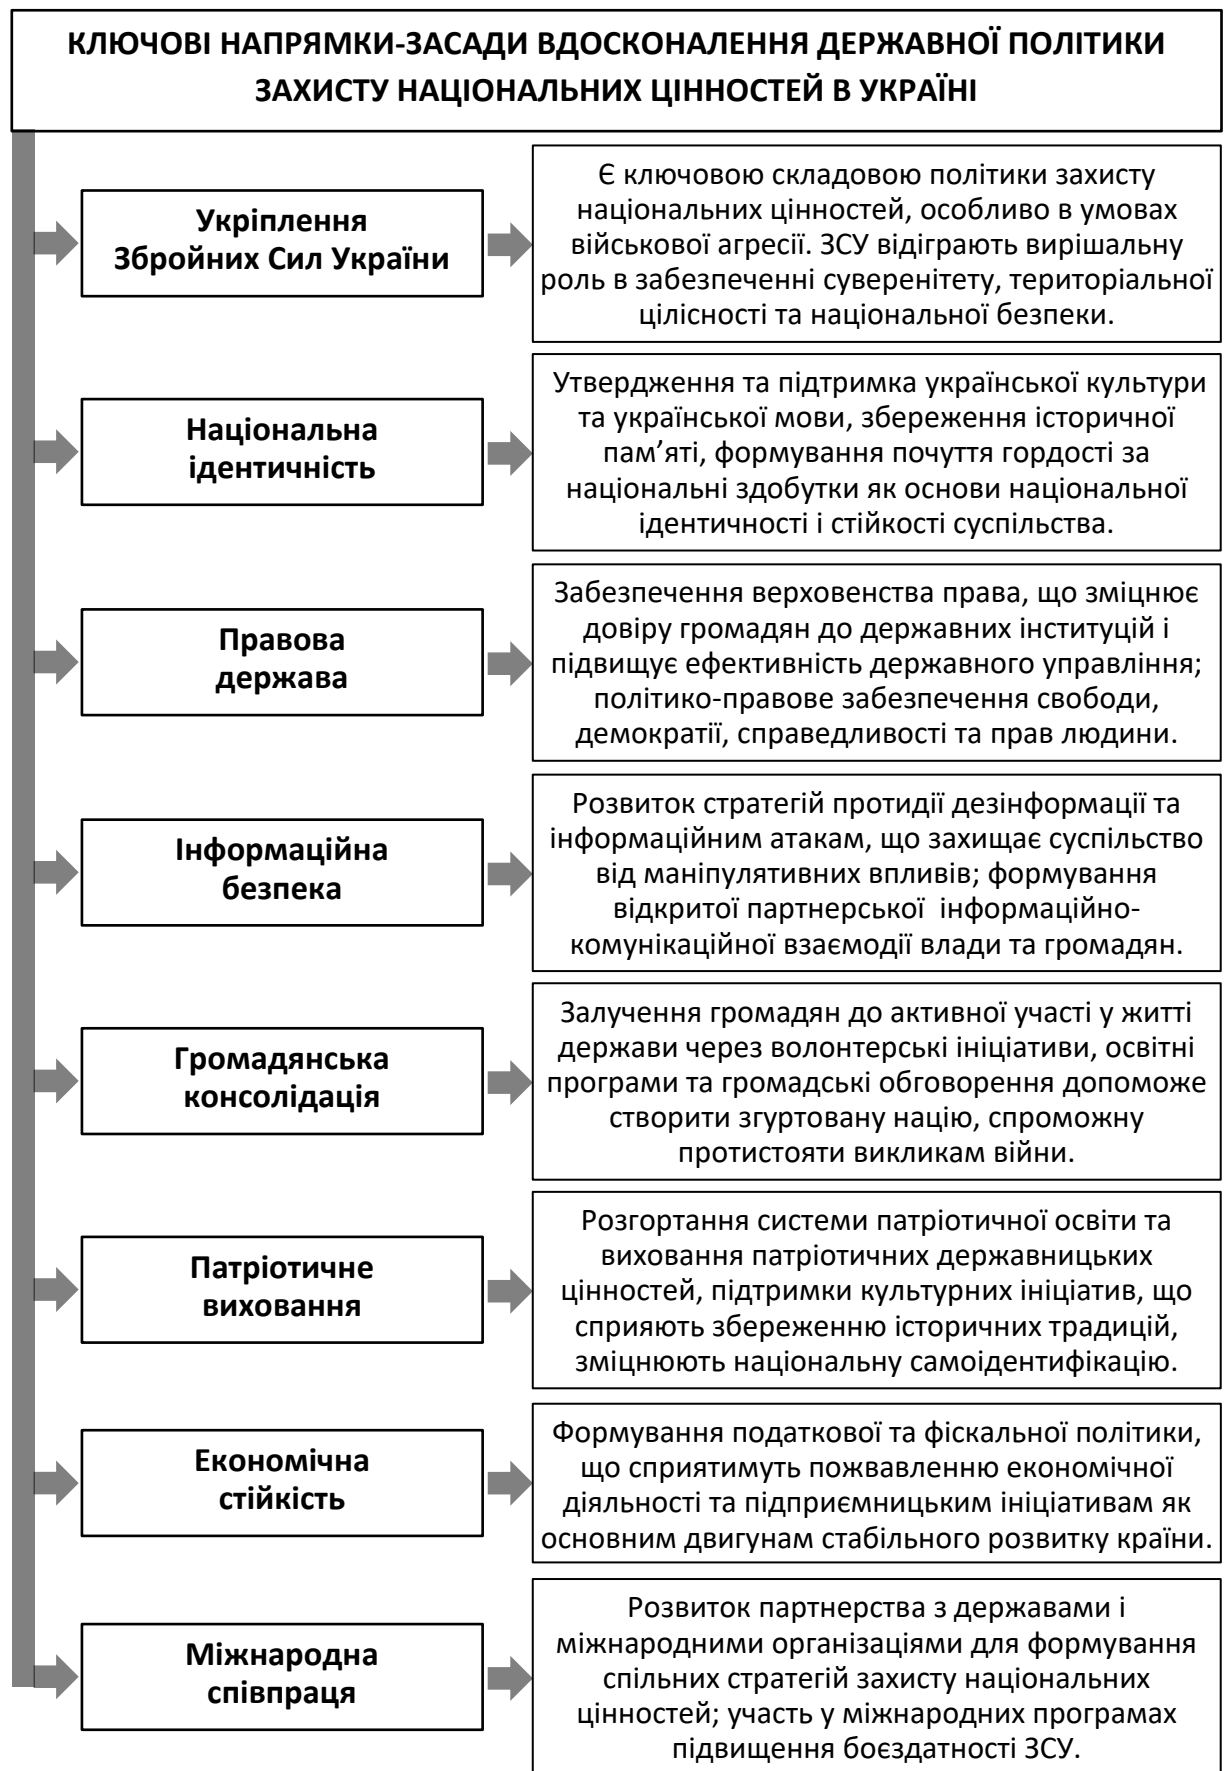 КЛЮЧОВІ НАПРЯМКИ-ЗАСАДИ ВДОСКОНАЛЕННЯ ДЕРЖАВНОЇ ПОЛІТИКИ
ЗАХИСТУ НАЦІОНАЛЬНИХ ЦІННОСТЕЙ В УКРАЇНІ
Укріплення
Збройних Сил України
Є ключовою складовою політики захисту
національних цінностей, особливо в умовах
військової агресії. ЗСУ відіграють вирішальну
роль в забезпеченні суверенітету, територіальної
цілісності та національної безпеки.
Національна
ідентичність
Утвердження та підтримка української культури
та української мови, збереження історичної
пам’яті, формування почуття гордості за
національні здобутки як основи національної
ідентичності і стійкості суспільства.
Правова
держава
Забезпечення верховенства права, що зміцнює
довіру громадян до державних інституцій і
підвищує ефективність державного управління;
політико-правове забезпечення свободи,
демократії, справедливості та прав людини.
Інформаційна
безпека
Розвиток стратегій протидії дезінформації та
інформаційним атакам, що захищає суспільство
від маніпулятивних впливів; формування
відкритої партнерської інформаційно-
комунікаційної взаємодії влади та громадян.
Громадянська
консолідація
Залучення громадян до активної участі у житті
держави через волонтерські ініціативи, освітні
програми та громадські обговорення допоможе
створити згуртовану націю, спроможну
протистояти викликам війни.
Патріотичне
виховання
Розгортання системи патріотичної освіти та
виховання патріотичних державницьких
цінностей, підтримки культурних ініціатив, що
сприяють збереженню історичних традицій,
зміцнюють національну самоідентифікацію.
Економічна
стійкість
Формування податкової та фіскальної політики,
що сприятимуть пожвавленню економічної
діяльності та підприємницьким ініціативам як
основним двигунам стабільного розвитку країни.
Міжнародна
співпраця
Розвиток партнерства з державами і
міжнародними організаціями для формування
спільних стратегій захисту національних
цінностей; участь у міжнародних програмах
підвищення боєздатності ЗСУ.